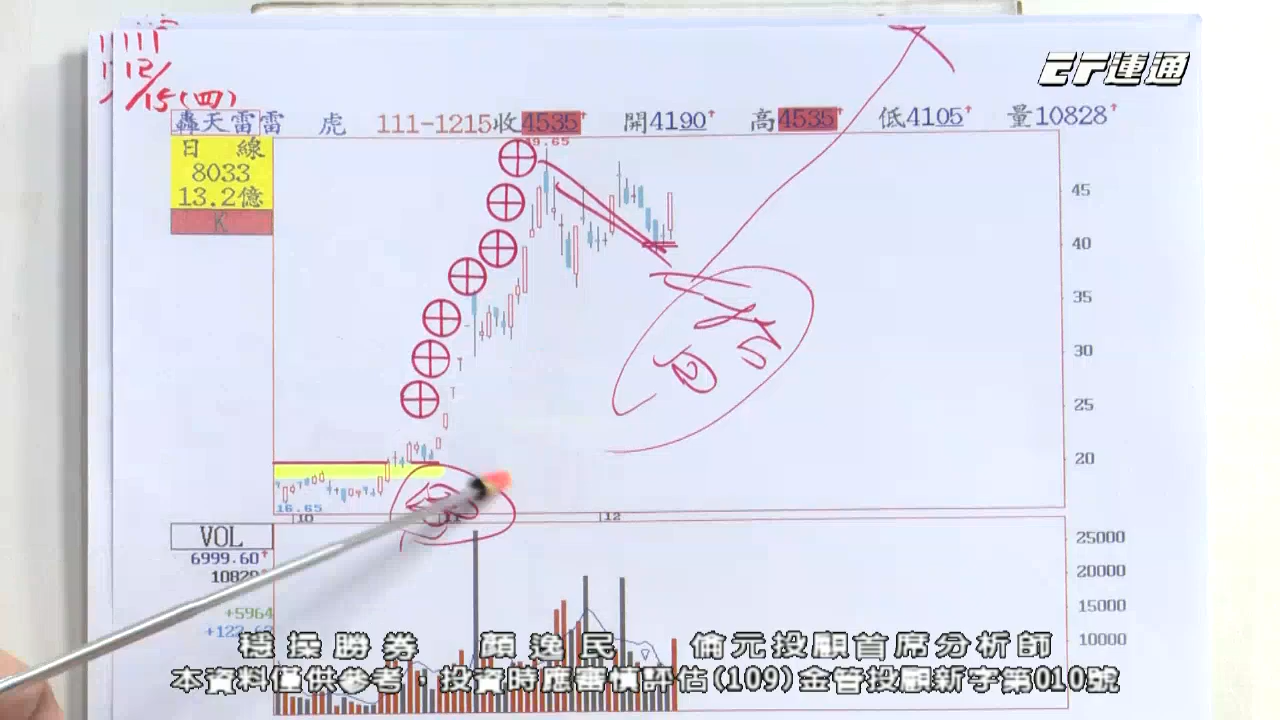 111
12/15(四)
EF運通
轟天雷雷 虎 111-1215收4535↑ 開4190↑ 高4535↑ 低4105↑ 量10828↑
日 線
8033
13.2億
K
49.65
45
40
35
30
25
20
16.65
10 11 12
VOL
6999.60↑
10828↑
+5964
25000
20000
15000
10000
穩操勝券 顏逸民 倫元投顧首席分析師
本資料僅供參考，投資時應審慎評估(109)金管投顧新字第010號